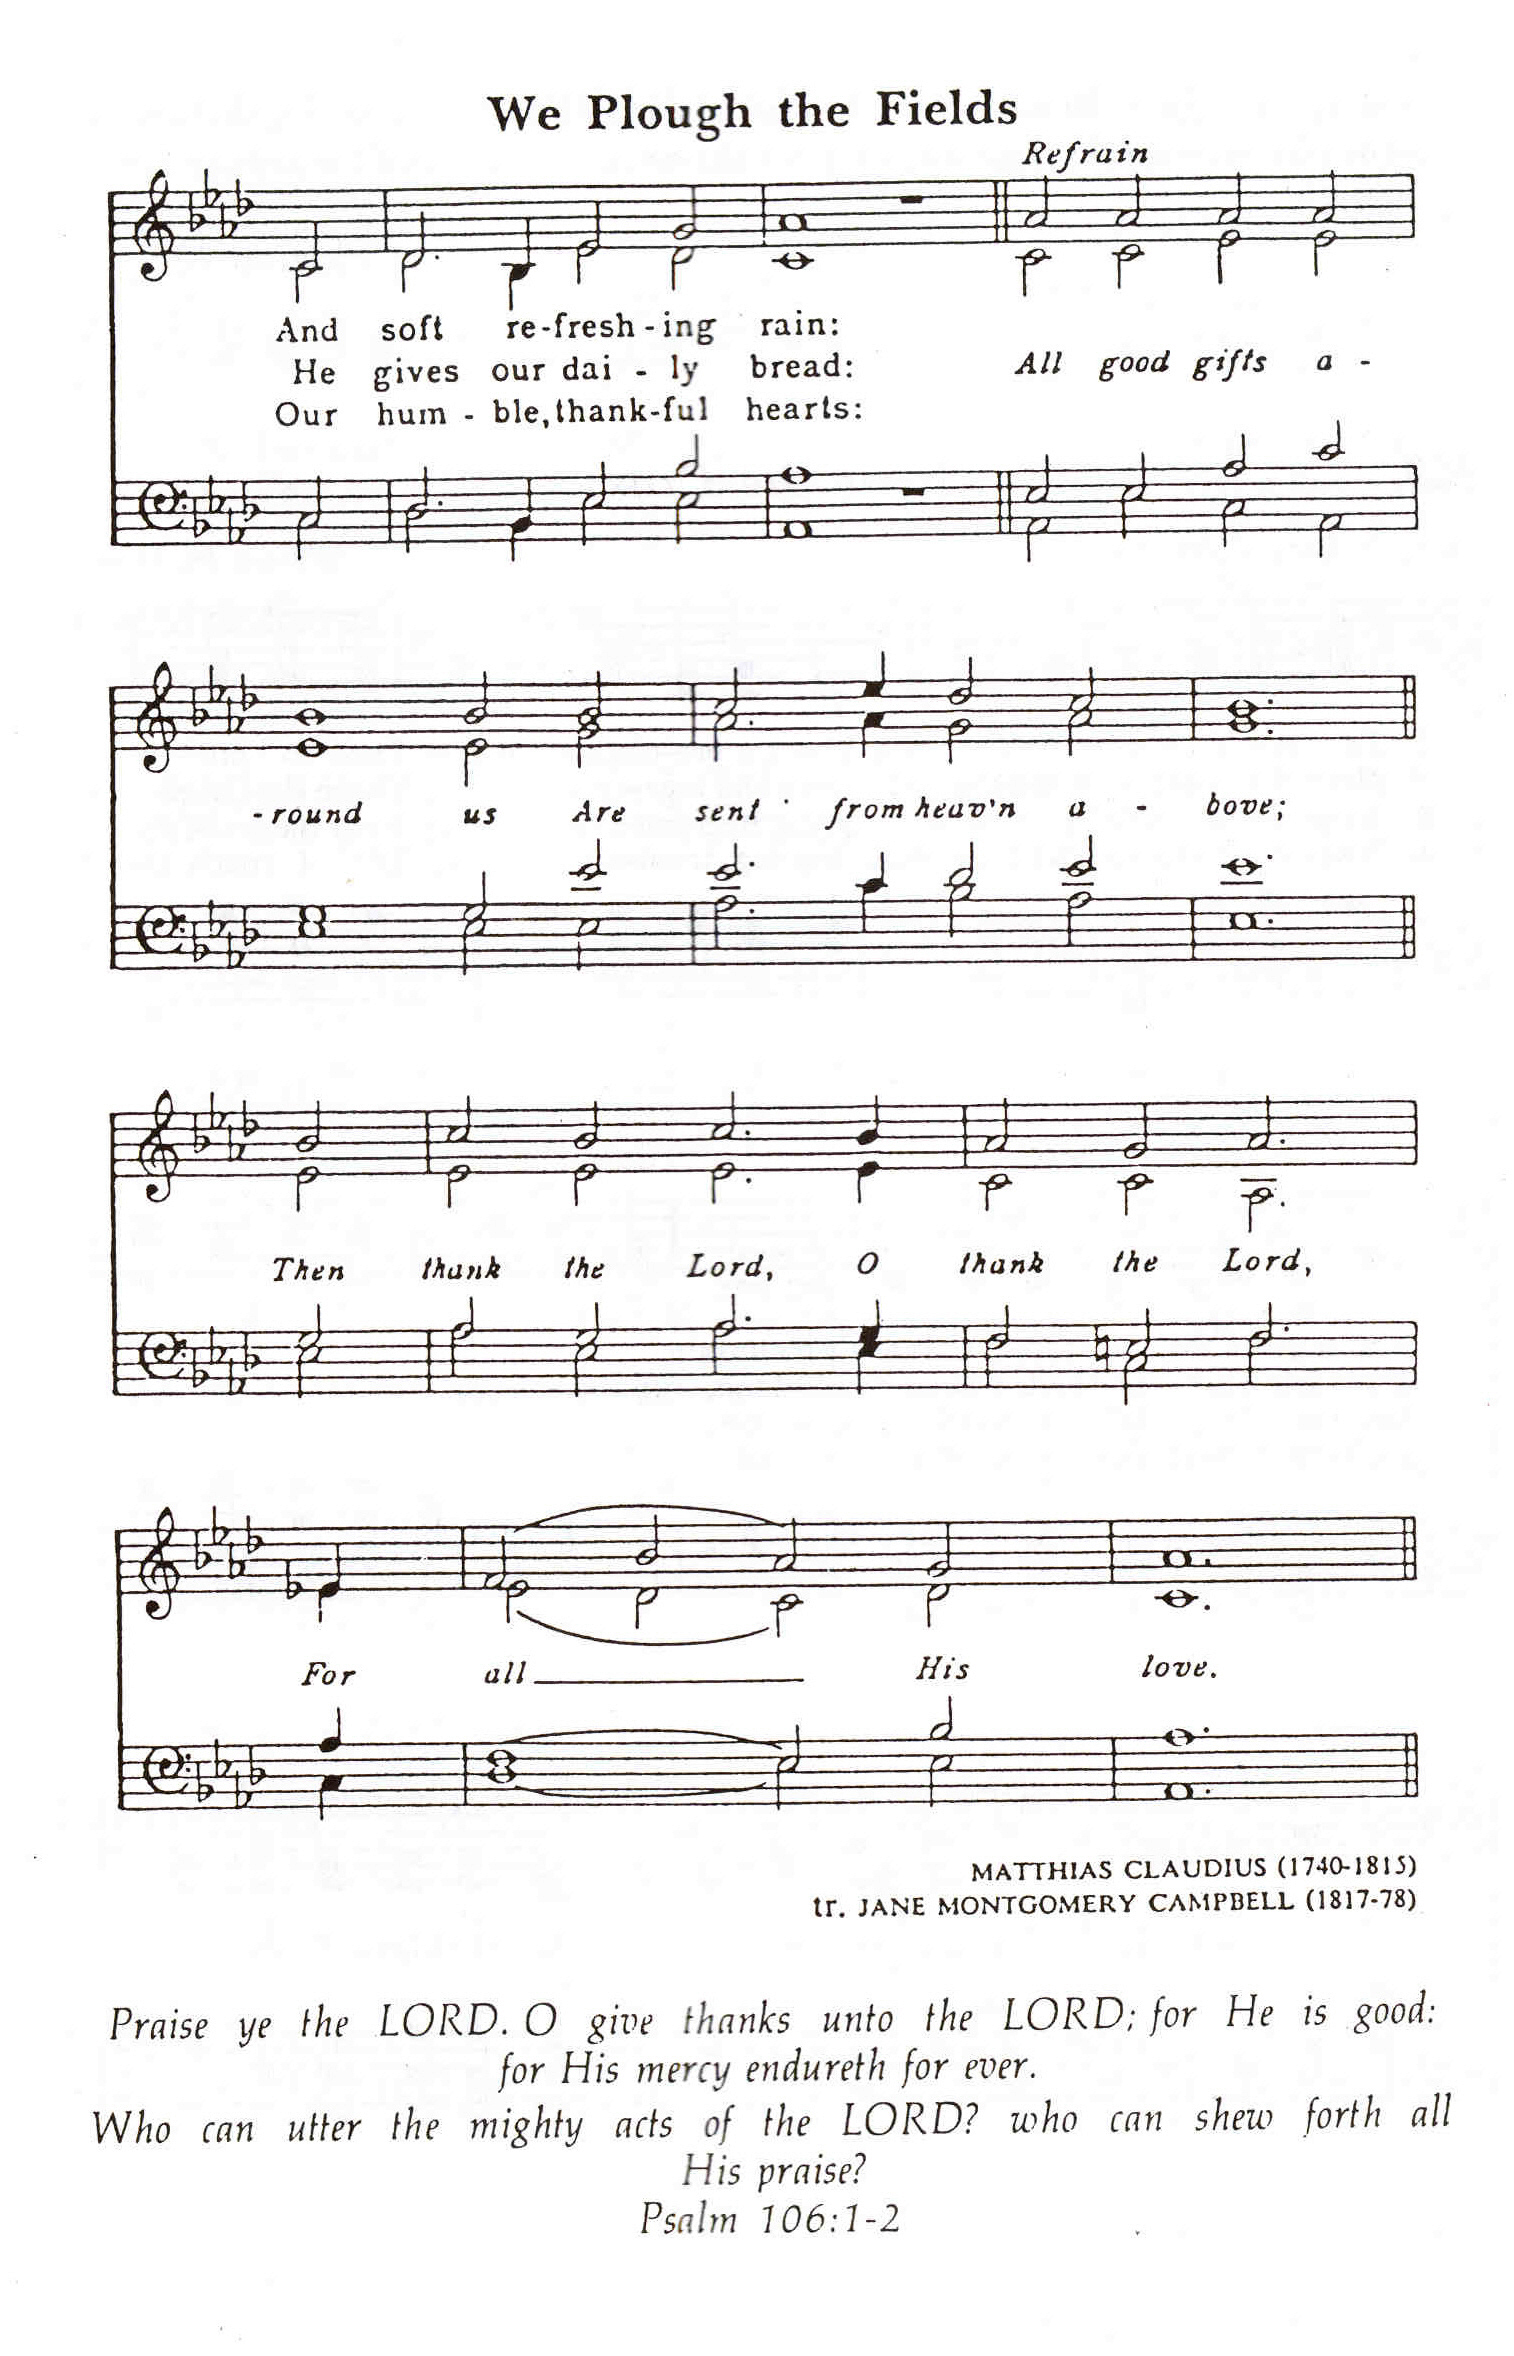 We Plough the Fields
Refrain
And soft re-fresh-ing rain:
He gives our dai - ly bread: All good gifts a -
Our hum - ble, thank-ful hearts:
-round us Are sent from heav'n a - bove;
Then thank the Lord, O thank the Lord,
For all His love.
MATTHIAS CLAUDIUS (1740-1815)
tr. JANE MONTGOMERY CAMPBELL (1817-78)
Praise ye the LORD. O give thanks unto the LORD; for He is good:
for His mercy endureth for ever.
Who can utter the mighty acts of the LORD? who can shew forth all
His praise?
Psalm 106:1-2